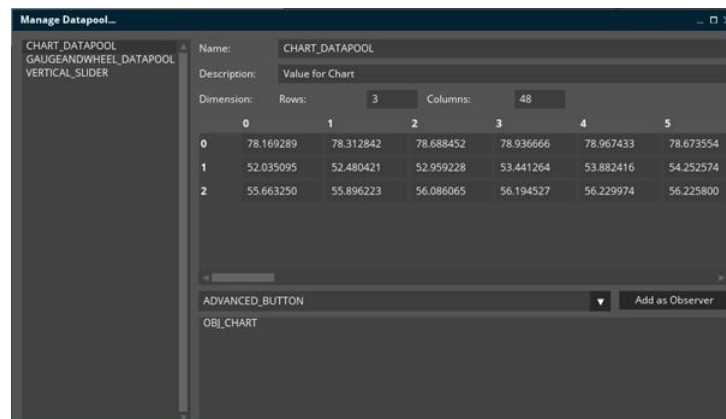 Manage Datapool...
CHART_DATAPOOL
GAUGEANDWHEEL_DATAPOOL
VERTICAL_SLIDER
Name: CHART_DATAPOOL
Description: Value for Chart
Dimension: Rows: 3 Columns: 48
0 1 2 3 4 5
0 78.169289 78.312842 78.688452 78.936666 78.967433 78.673554
1 52.035095 52.480421 52.959228 53.441264 53.882416 54.252574
2 55.663250 55.896223 56.086065 56.194527 56.229974 56.225800
ADVANCED_BUTTON Add as Observer
OBJ_CHART